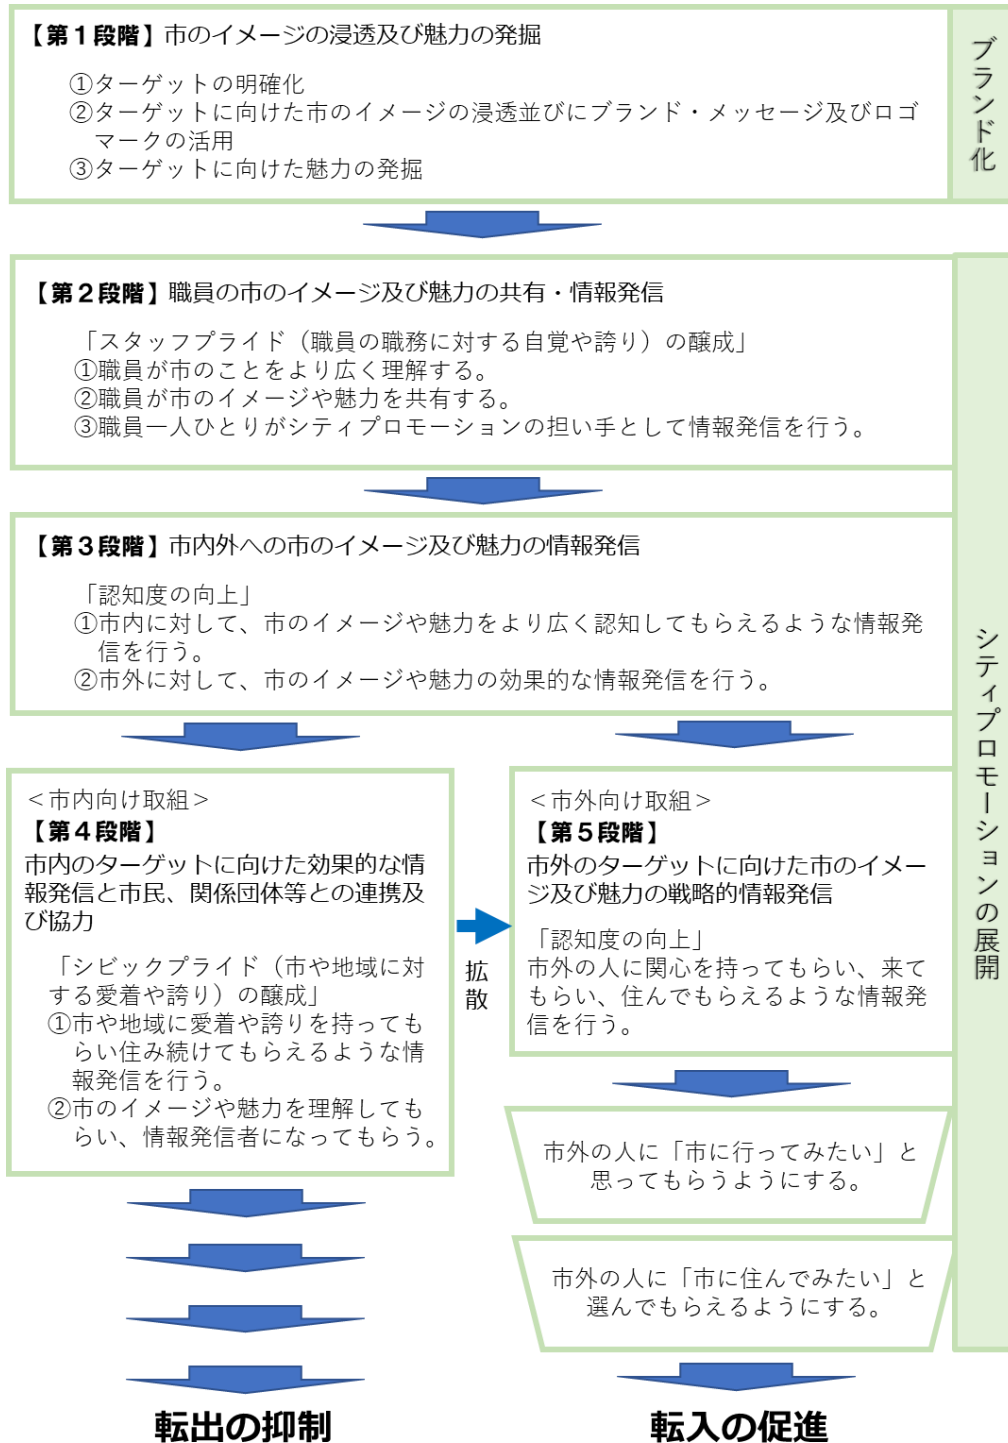 【第1段階】市のイメージの浸透及び魅力の発掘
①ターゲットの明確化
②ターゲットに向けた市のイメージの浸透並びにブランド・メッセージ及びロゴ
マークの活用
③ターゲットに向けた魅力の発掘
ブランド化
【第2段階】職員の市のイメージ及び魅力の共有・情報発信
「スタッフプライド（職員の職務に対する自覚や誇り）の醸成」
①職員が市のことをより広く理解する。
②職員が市のイメージや魅力を共有する。
③職員一人ひとりがシティプロモーションの担い手として情報発信を行う。
【第3段階】市内外への市のイメージ及び魅力の情報発信
「認知度の向上」
①市内に対して、市のイメージや魅力をより広く認知してもらえるような情報発
信を行う。
②市外に対して、市のイメージや魅力の効果的な情報発信を行う。
シティプロモーションの展開
＜市内向け取組＞
【第4段階】
市内のターゲットに向けた効果的な情
報発信と市民、関係団体等との連携及
び協力
「シビックプライド（市や地域に対
する愛着や誇り）の醸成」
①市や地域に愛着や誇りを持っても
らい住み続けてもらえるような情
報発信を行う。
②市のイメージや魅力を理解しても
らい、情報発信者になってもらう。
拡散
＜市外向け取組＞
【第5段階】
市外のターゲットに向けた市のイメー
ジ及び魅力の戦略的情報発信
「認知度の向上」
市外の人に関心を持ってもらい、来て
もらい、住んでもらえるような情報発
信を行う。
市外の人に「市に行ってみたい」と
思ってもらうようにする。
市外の人に「市に住んでみたい」と
選んでもらえるようにする。
転出の抑制
転入の促進